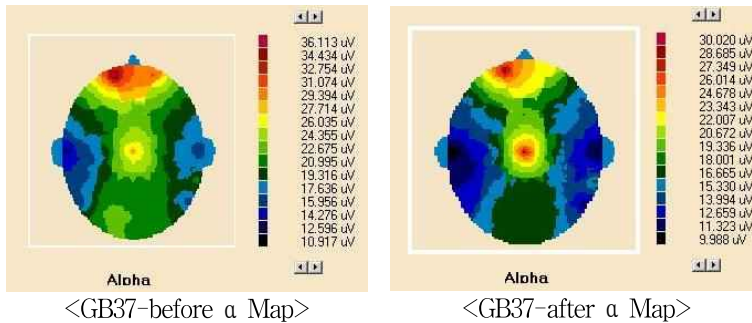 36.113 uV
34.434 uV
32.754 uV
31.074 uV
29.394 uV
27.714 uV
26.035 uV
24.355 uV
22.675 uV
20.995 uV
19.316 uV
17.636 uV
15.956 uV
14.276 uV
12.596 uV
10.917 uV
Alpha
<GB37-before α Map>
30.020 uV
28.685 uV
27.349 uV
26.014 uV
24.678 uV
23.343 uV
22.007 uV
20.672 uV
19.336 uV
18.001 uV
16.665 uV
15.330 uV
13.994 uV
12.659 uV
11.323 uV
9.988 uV
Alpha
<GB37-after α Map>